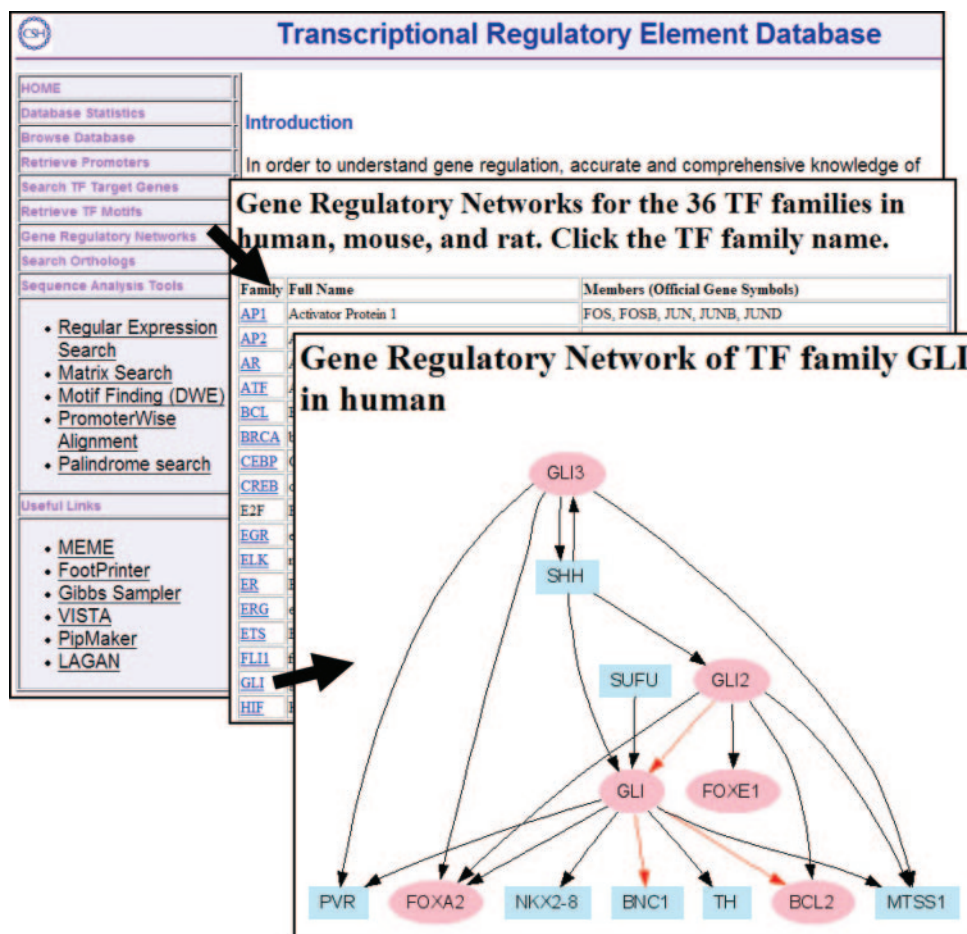 CSH
Transcriptional Regulatory Element Database
HOME
Database Statistics
Browse Database
Retrieve Promoters
Search TF Target Genes
Retrieve TF Motifs
Gene Regulatory Networks
Search Orthologs
Sequence Analysis Tools
• Regular Expression
Search
• Matrix Search
• Motif Finding (DWE)
• PromoterWise
Alignment
• Palindrome search
Useful Links
• MEME
• FootPrinter
• Gibbs Sampler
• VISTA
• PipMaker
• LAGAN
Introduction
In order to understand gene regulation, accurate and comprehensive knowledge of
Gene Regulatory Networks for the 36 TF families in
human, mouse, and rat. Click the TF family name.
Family Full Name Members (Official Gene Symbols)
AP1 Activator Protein 1 FOS, FOSB, JUN, JUNB, JUND
AP2
AR
ATF
BCL
BRCA
CEBP
CREB
E2F
EGR
ELK
ER
ERG
ETS
FLI1
GLI
HIF
Gene Regulatory Network of TF family GLI
in human
GLI3
SHH
SUFU GLI2
GLI FOXE1
PVR FOXA2 NKX2-8 BNC1 TH BCL2 MTSS1